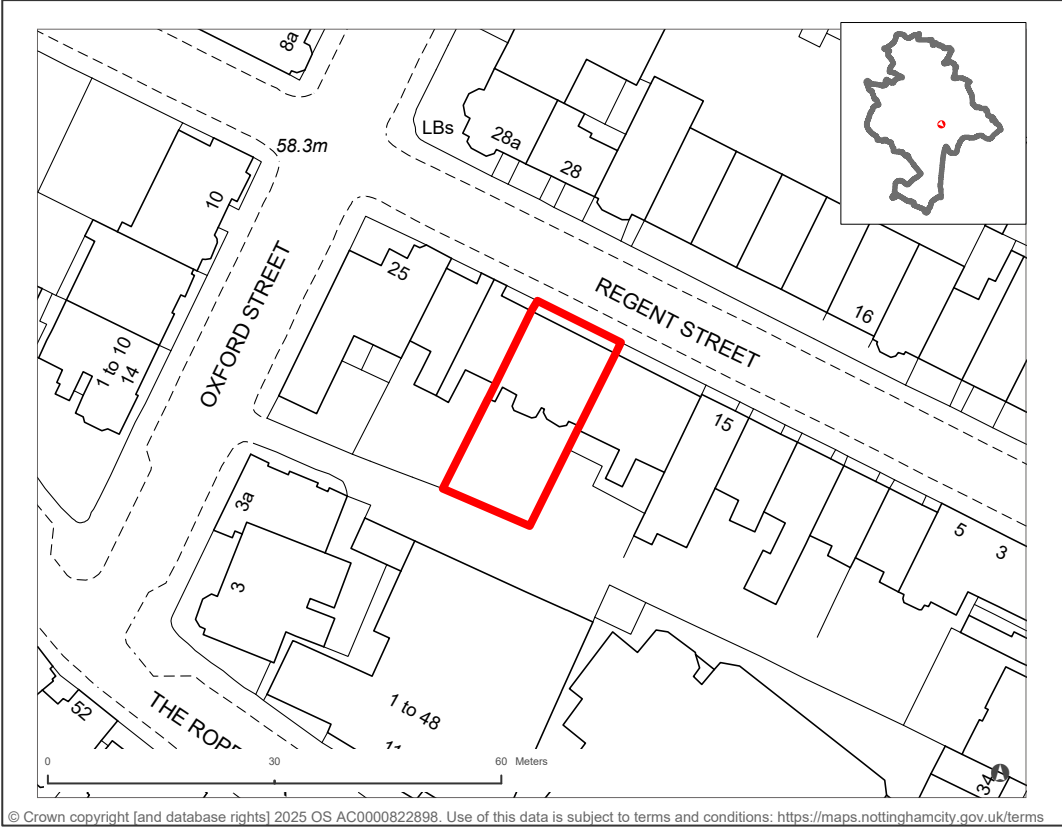 8a
LBs
58.3m
28a
28
10
25
REGENT STREET
OXFORD STREET
16
1 to 10
14
15
3a
5
3
3
1 to 48
THE ROPE
52
34
0 30 60 Meters
© Crown copyright [and database rights] 2025 OS AC0000822898. Use of this data is subject to terms and conditions: https://maps.nottinghamcity.gov.uk/terms